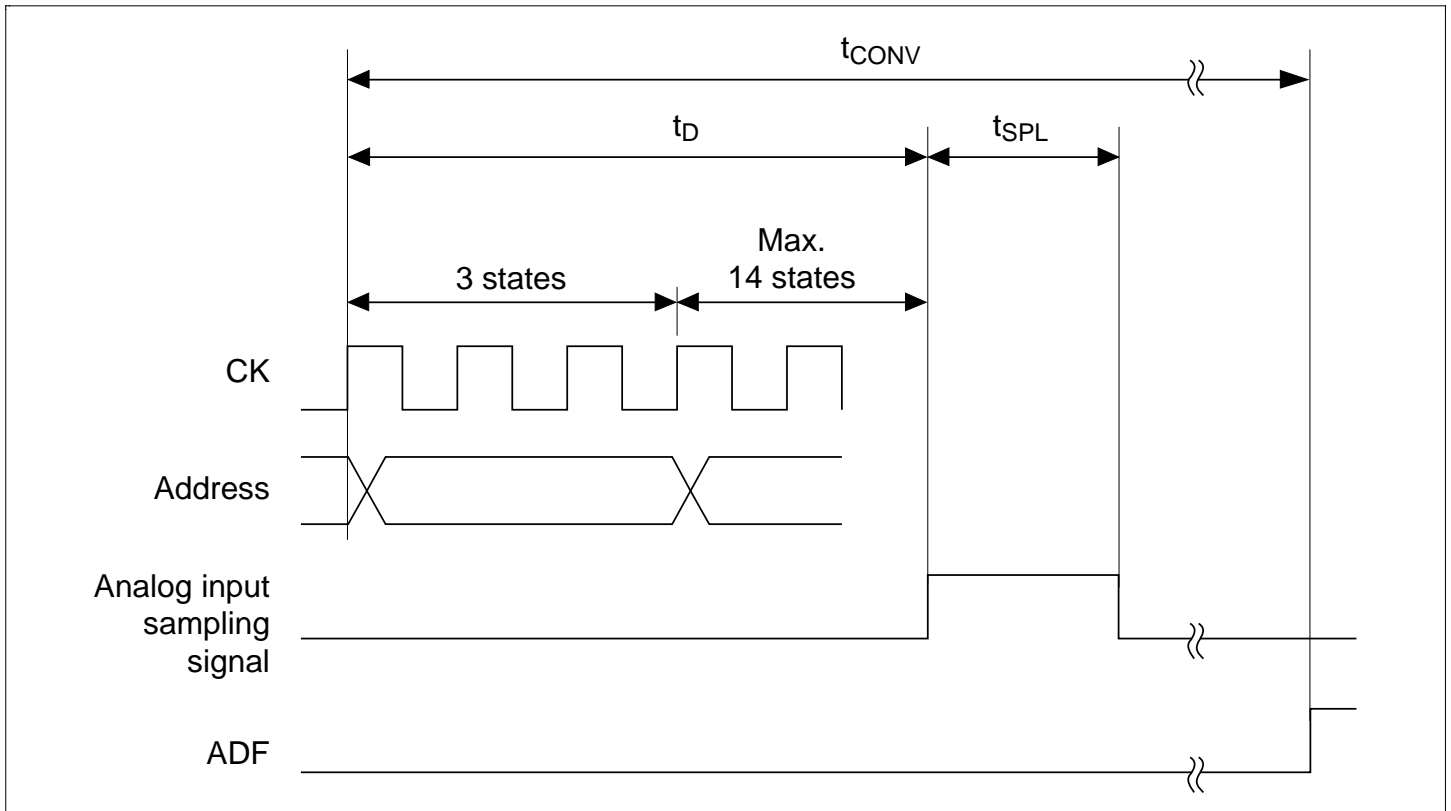 tCONV
tD
tSPL
3 states
Max.
14 states
CK
Address
Analog input
sampling
signal
ADF